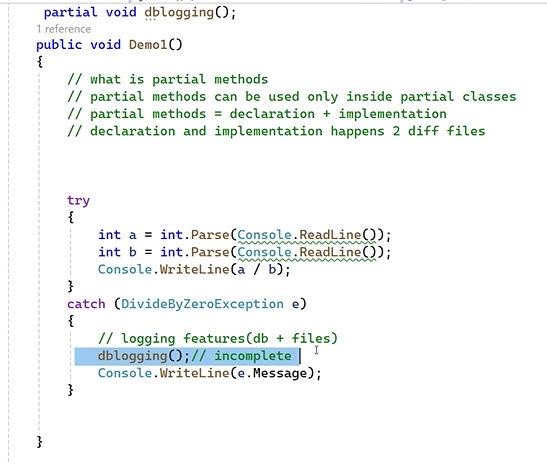 partial void dblogging();
1 reference
public void Demo1()
{
// what is partial methods
// partial methods can be used only inside partial classes
// partial methods = declaration + implementation
// declaration and implementation happens 2 diff files
try
{
int a = int.Parse(Console.ReadLine());
int b = int.Parse(Console.ReadLine());
Console.WriteLine(a / b);
}
catch (DivideByZeroException e)
{
// logging features(db + files)
dblogging();// incomplete
Console.WriteLine(e.Message);
}
}